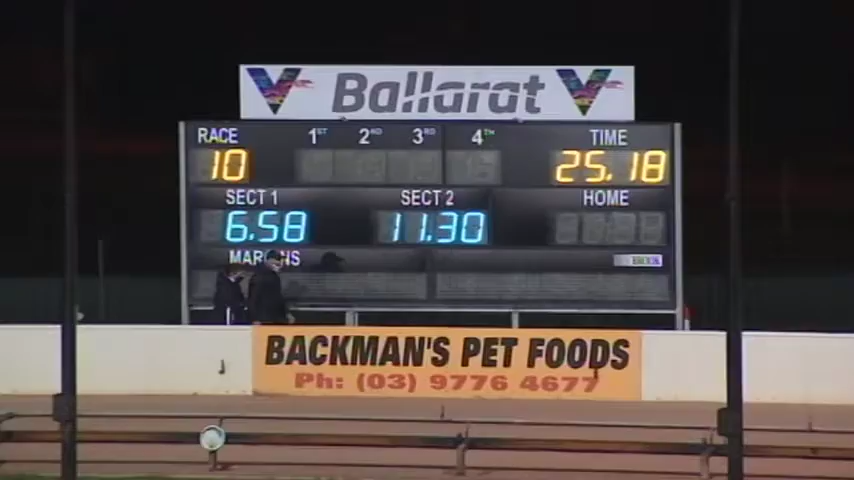 Ballarat
RACE 1ST 2ND 3RD 4TH TIME
10 25.18
SECT 1 SECT 2 HOME
6.58 11.30
BACKMAN'S PET FOODS
Ph: (03) 9776 4677